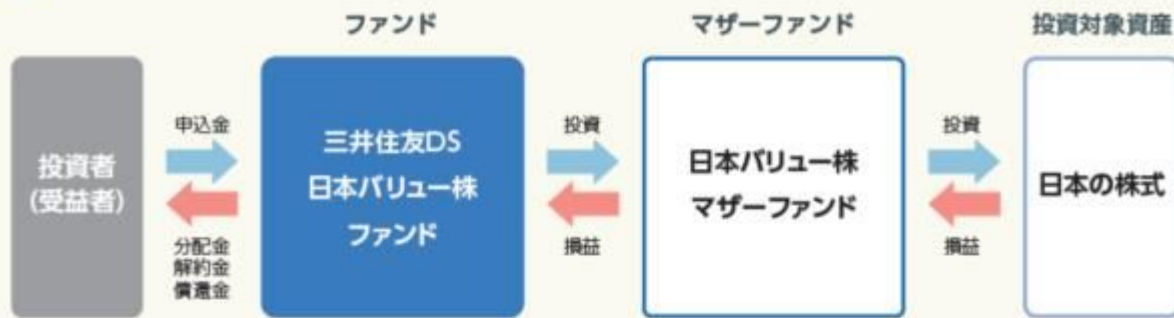 ファンド
マザーファンド
投資対象資産
投資者
(受益者)
申込金
分配金
解約金
償還金
三井住友DS
日本バリュー株
ファンド
投資
損益
日本バリュー株
マザーファンド
投資
損益
日本の株式